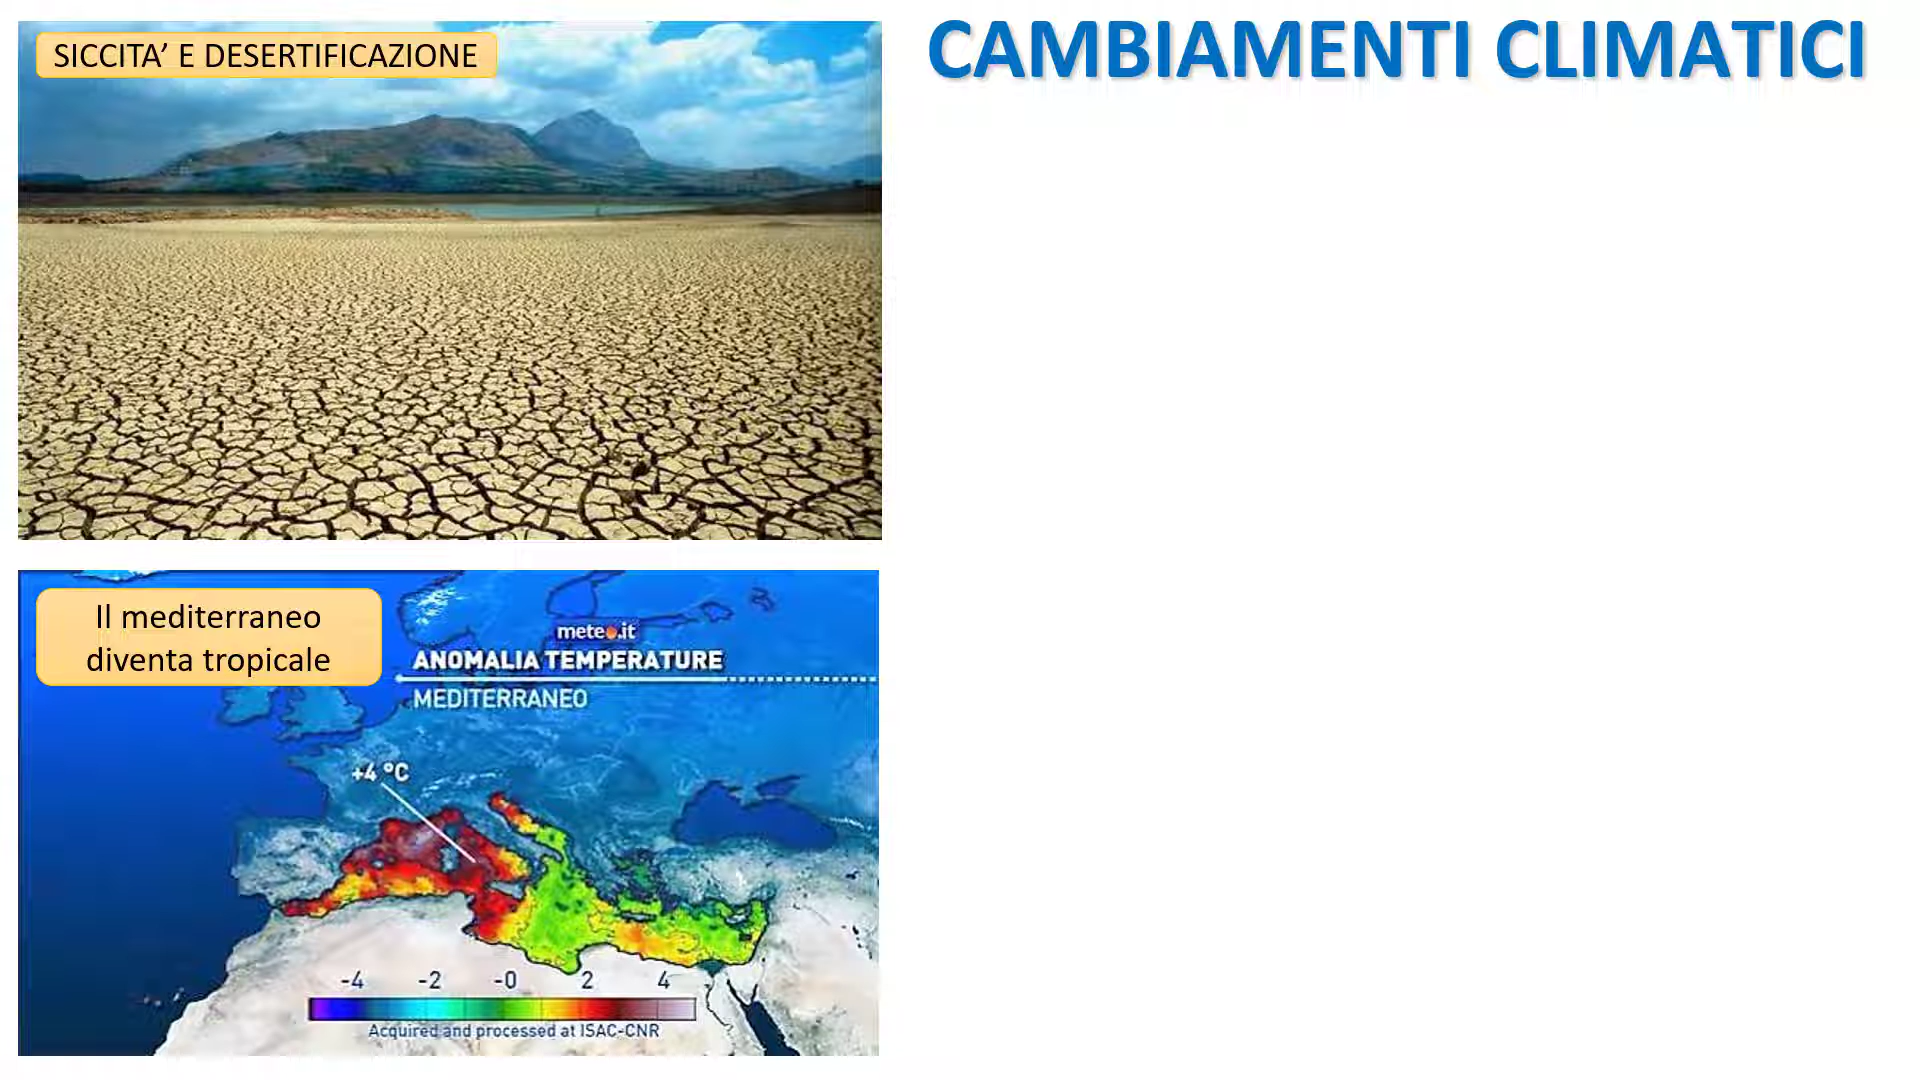 SICCITA’ E DESERTIFICAZIONE
CAMBIAMENTI CLIMATICI
Il mediterraneo
diventa tropicale
meteo.it
ANOMALIA TEMPERATURE
MEDITERRANEO
+4 °C
-4 -2 -0 2 4
Acquired and processed at ISAC-CNR